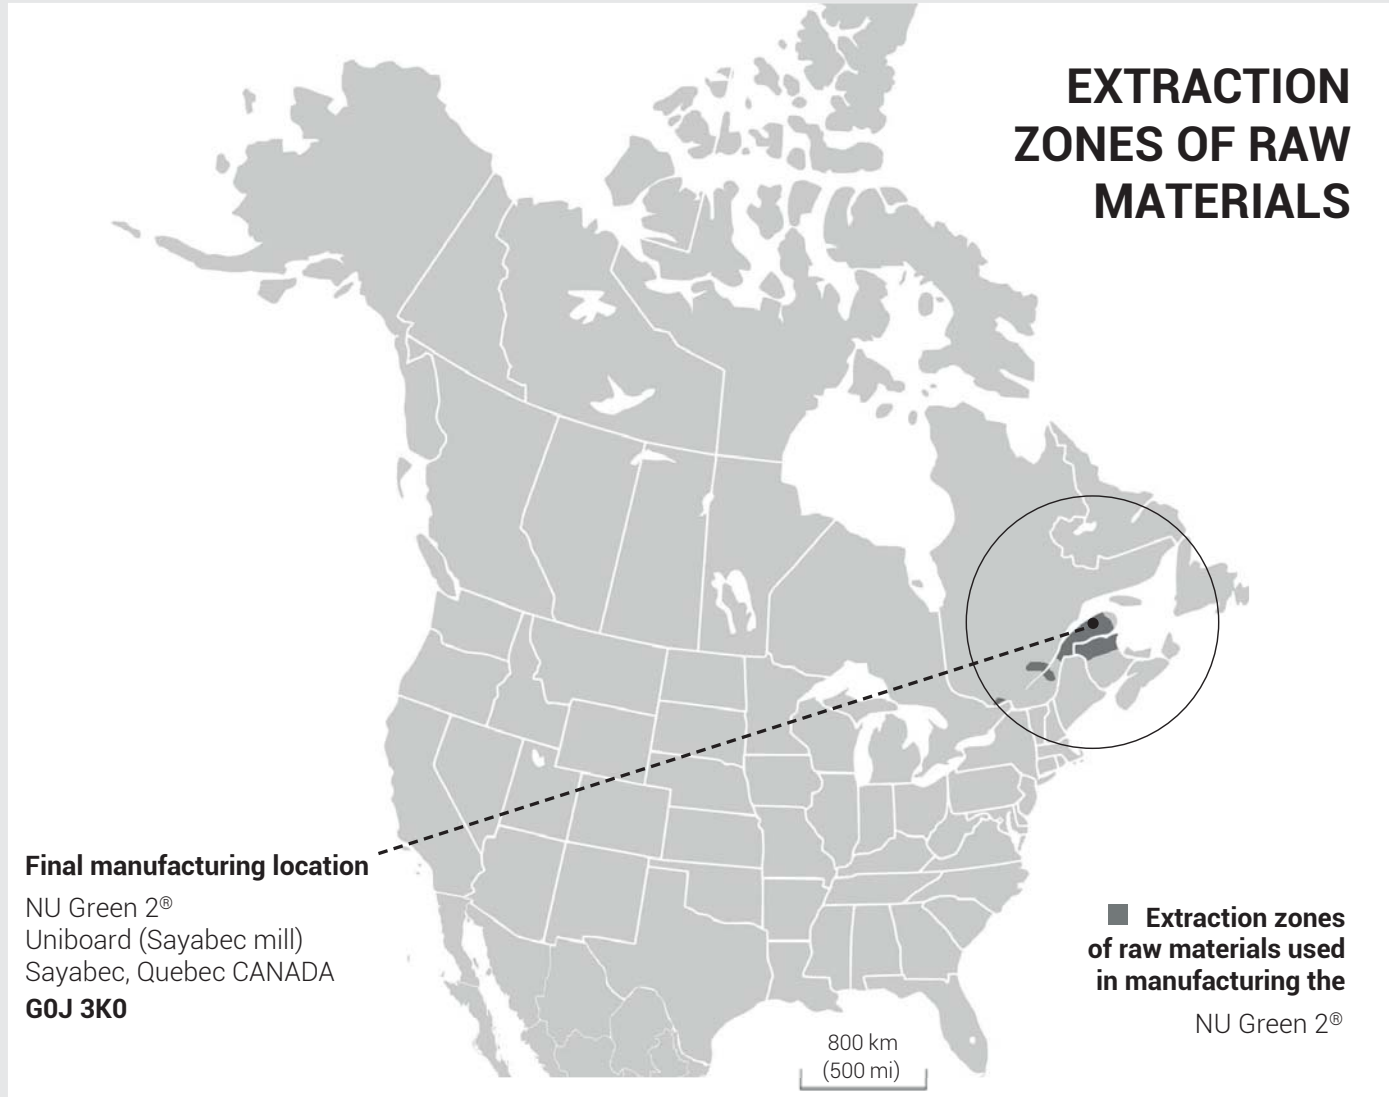 EXTRACTION
ZONES OF RAW
MATERIALS
Final manufacturing location
NU Green 2®
Uniboard (Sayabec mill)
Sayabec, Quebec CANADA
G0J 3K0
Extraction zones
of raw materials used
in manufacturing the
NU Green 2®
800 km
(500 mi)